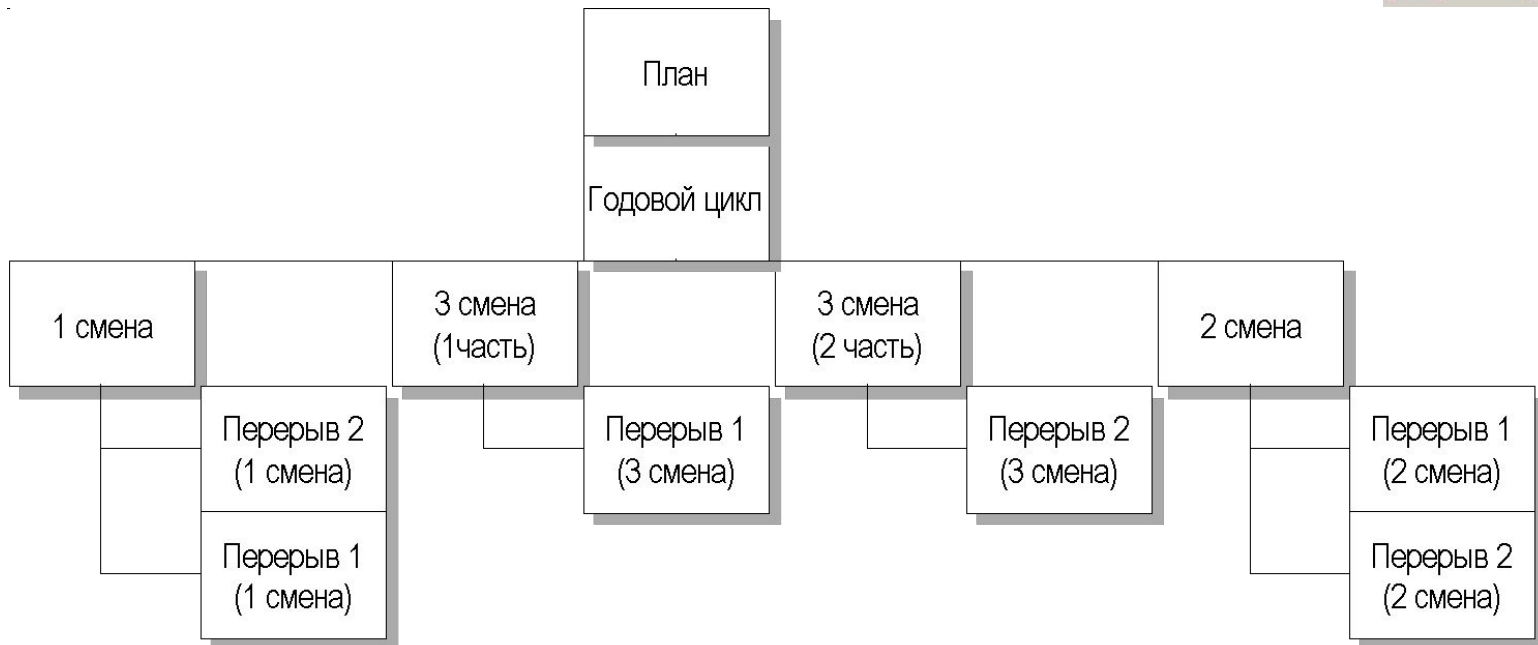 План
Годовой цикл
1 смена
3 смена
(1часть)
3 смена
(2 часть)
2 смена
Перерыв 2
(1 смена)
Перерыв 1
(3 смена)
Перерыв 2
(3 смена)
Перерыв 1
(2 смена)
Перерыв 1
(1 смена)
Перерыв 2
(2 смена)